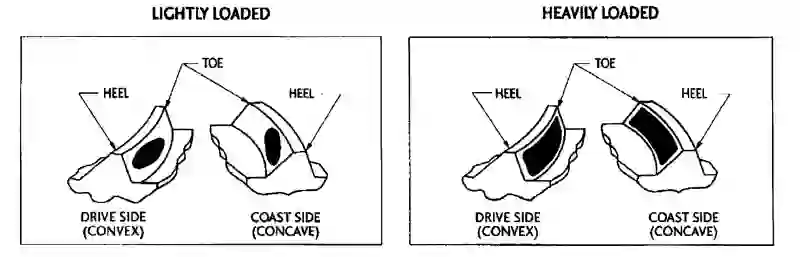 LIGHTLY LOADED
HEEL
TOE
HEEL
DRIVE SIDE
(CONVEX)
COAST SIDE
(CONCAVE)
HEAVILY LOADED
HEEL
TOE
HEEL
DRIVE SIDE
(CONVEX)
COAST SIDE
(CONCAVE)